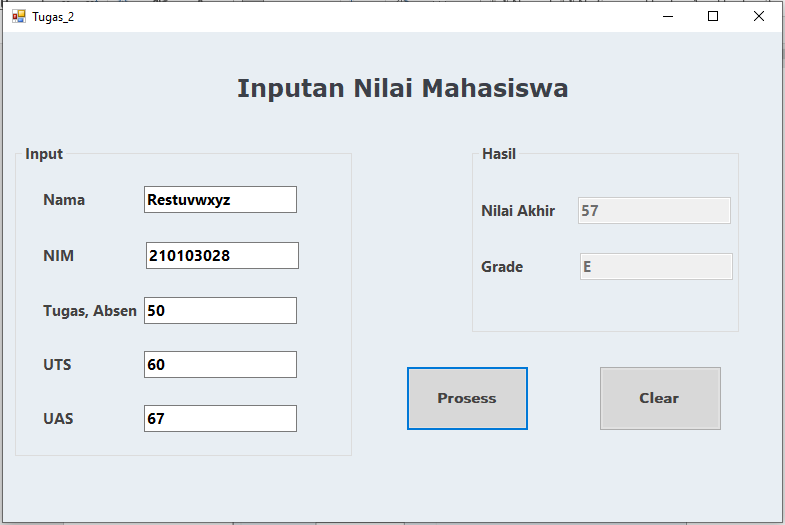 Tugas_2
Inputan Nilai Mahasiswa
Input
Nama Restuvwxyz
NIM 210103028
Tugas, Absen 50
UTS 60
UAS 67
Hasil
Nilai Akhir 57
Grade E
Prosess
Clear